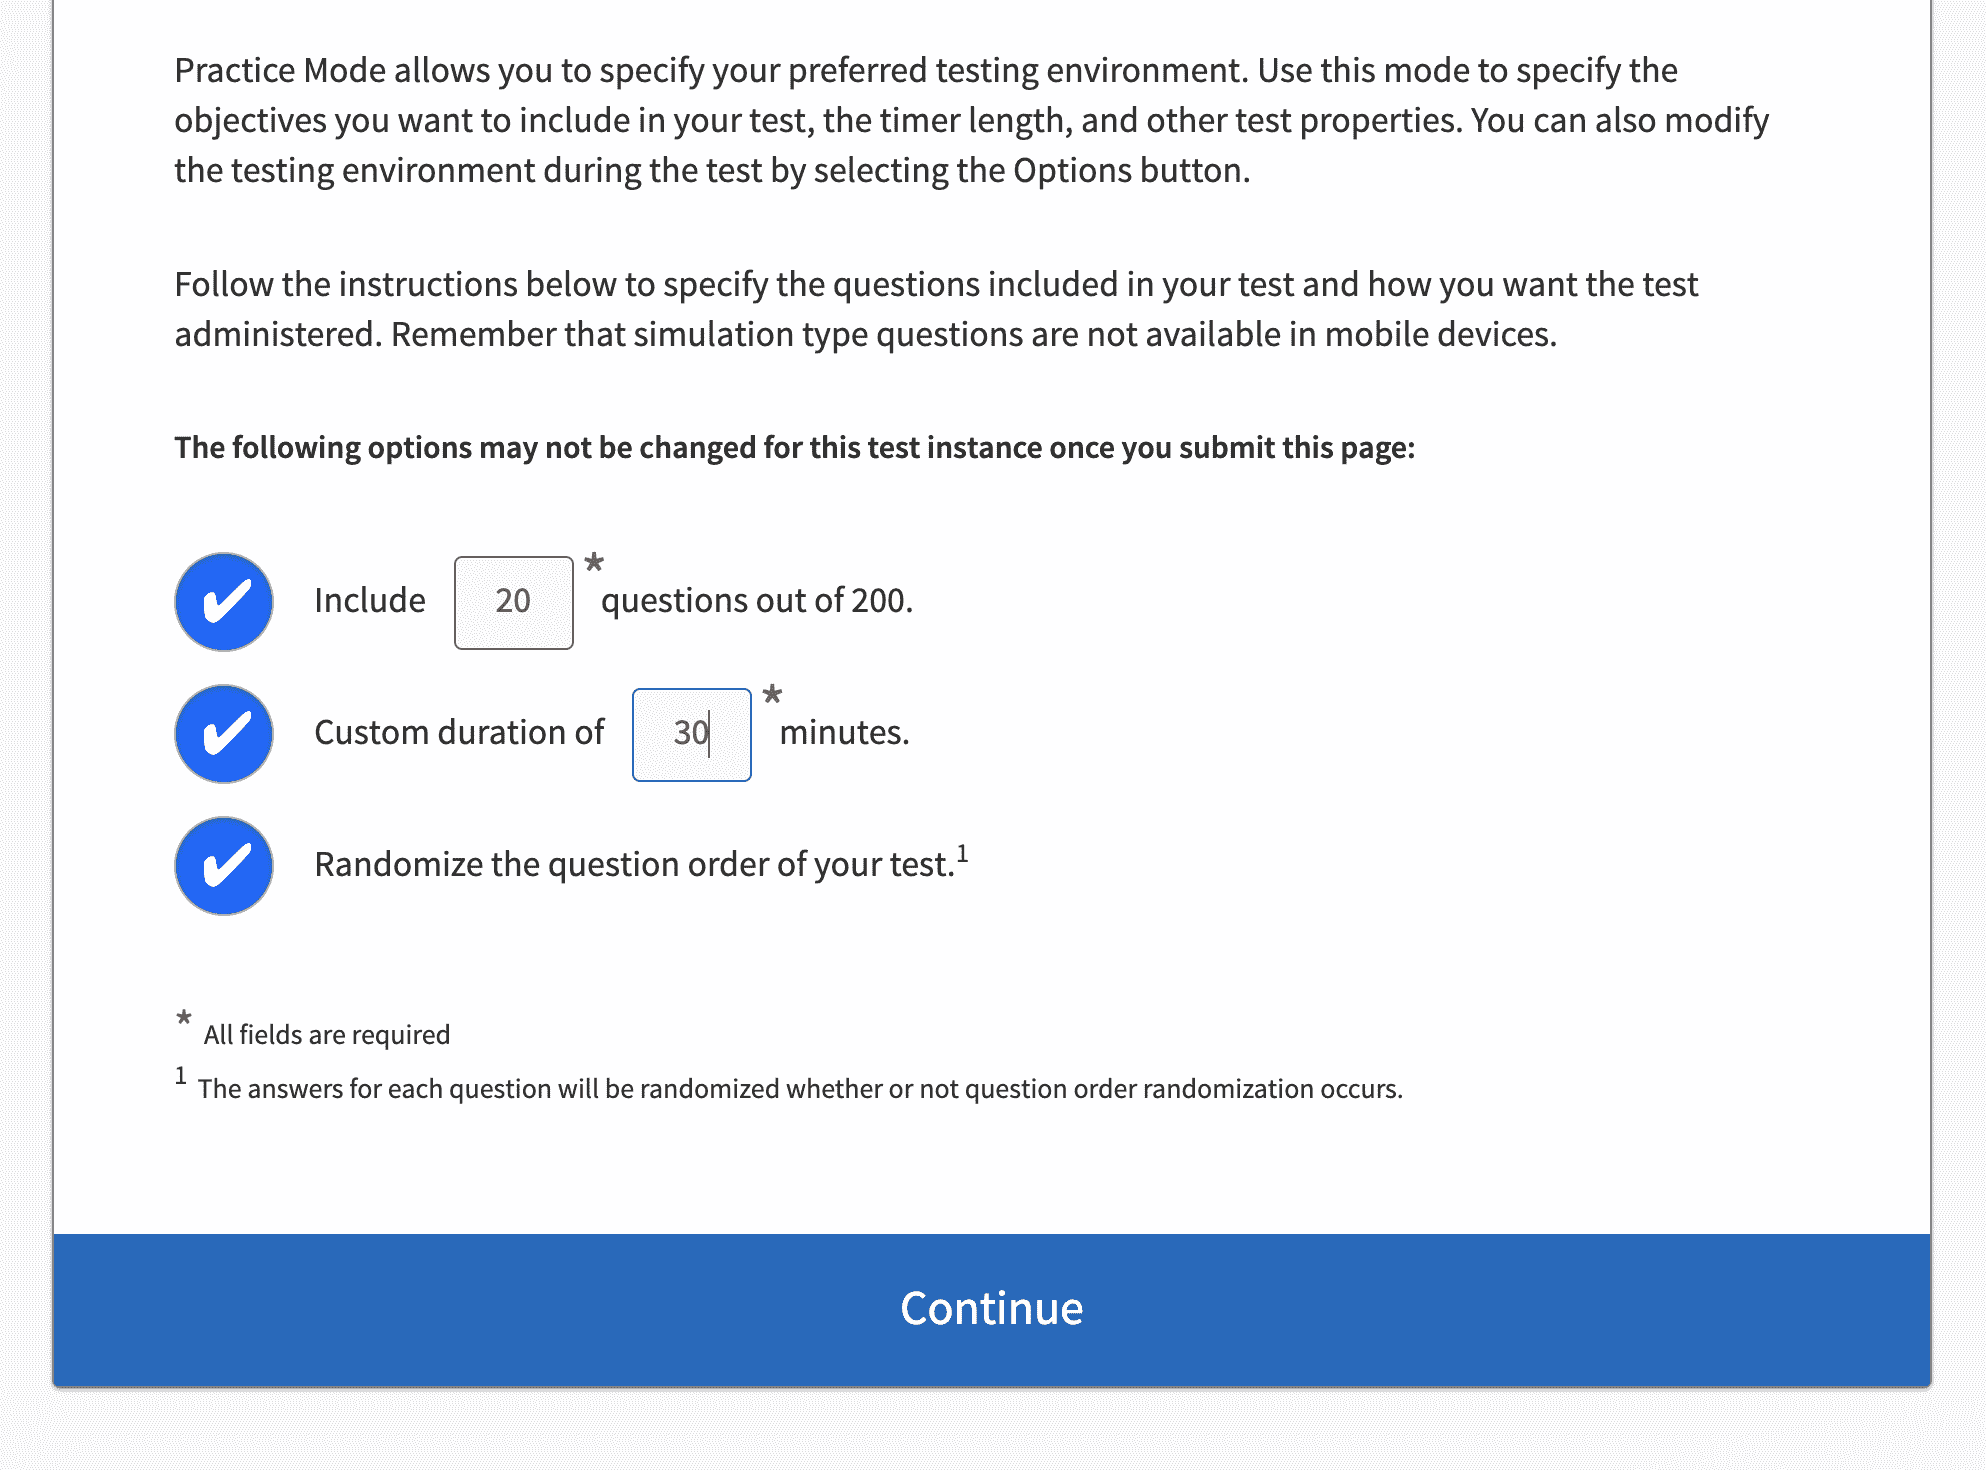 Practice Mode allows you to specify your preferred testing environment. Use this mode to specify the
objectives you want to include in your test, the timer length, and other test properties. You can also modify
the testing environment during the test by selecting the Options button.
Follow the instructions below to specify the questions included in your test and how you want the test
administered. Remember that simulation type questions are not available in mobile devices.
The following options may not be changed for this test instance once you submit this page:
Include 20 * questions out of 200.
Custom duration of 30 * minutes.
Randomize the question order of your test.1
* All fields are required
1 The answers for each question will be randomized whether or not question order randomization occurs.
Continue